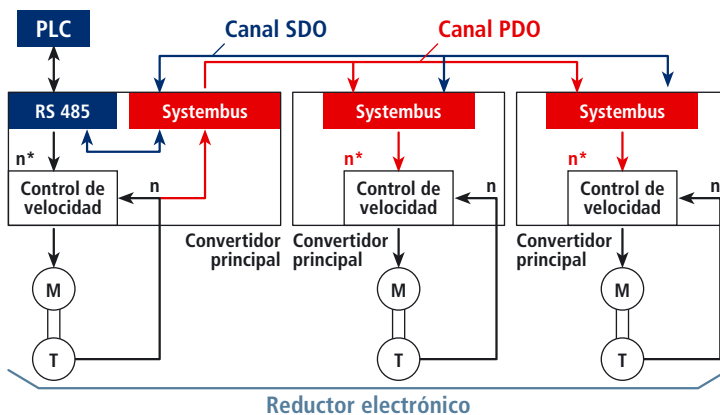 PLC
Canal SDO
Canal PDO
RS 485
Systembus
Systembus
Systembus
n*
n*
n*
Control de
velocidad
n
Control de
velocidad
n
Control de
velocidad
n
Convertidor
principal
Convertidor
principal
Convertidor
principal
M
M
M
T
T
T
Reductor electrónico